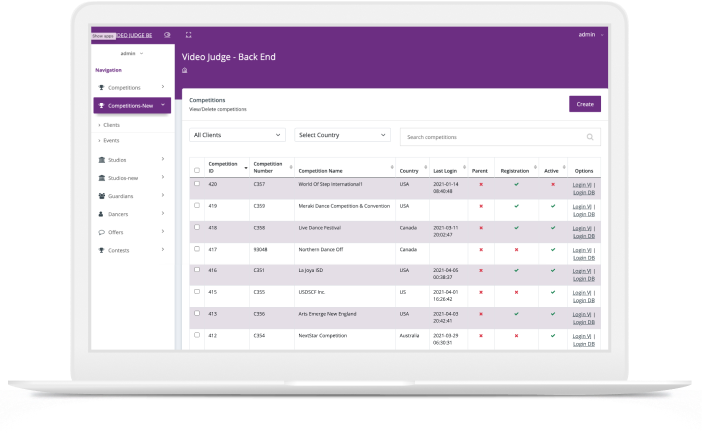 Show apps DEO JUDGE BE
admin
admin
Navigation
Competitions
Competitions-New
Clients
Events
Studios
Studios-new
Guardians
Dancers
Offers
Contests
Video Judge - Back End
Competitions
View/Delete competitions
Create
All Clients
Select Country
Search competitions
Competition ID Competition Number Competition Name Country Last Login Parent Registration Active Options
420 C357 World Of Step International1 USA 2021-01-14 08:40:48 Login VJ | Login DB
419 C359 Meraki Dance Competition & Convention USA Login VJ | Login DB
418 C358 Live Dance Festival Canada 2021-03-11 20:02:47 Login VJ | Login DB
417 93048 Northern Dance Off Canada Login VJ | Login DB
416 C351 La Joya ISD USA 2021-04-05 00:38:37 Login VJ | Login DB
415 C355 USDSCF Inc. US 2021-04-01 16:26:42 Login VJ | Login DB
413 C356 Arts Emerge New England USA 2021-04-03 20:42:41 Login VJ | Login DB
412 C354 NexStar Competition Australia 2021-03-29 06:30:31 Login VJ | Login DB